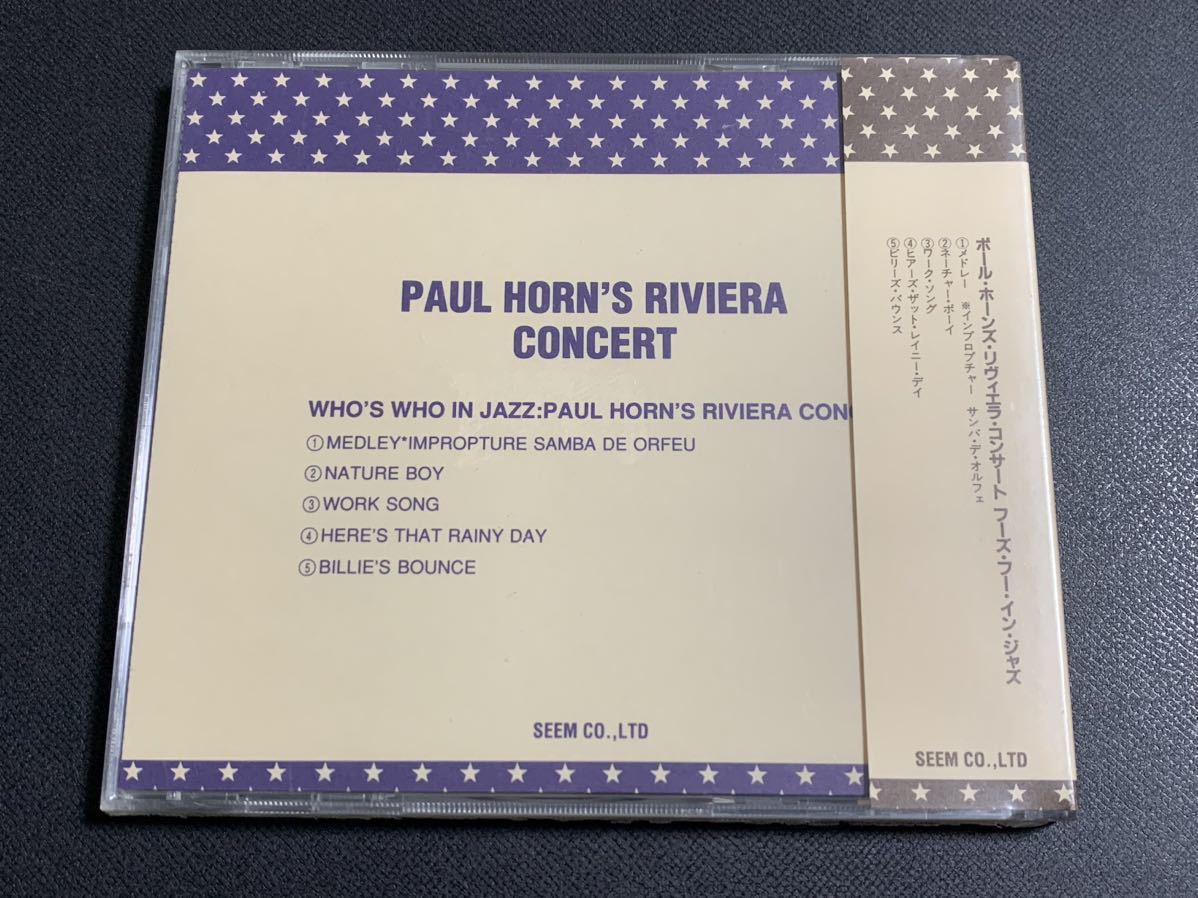 PAUL HORN'S RIVIERA
CONCERT
WHO'S WHO IN JAZZ:PAUL HORN'S RIVIERA CON
①MEDLEY*IMPROPTURE SAMBA DE ORFEU
②NATURE BOY
③WORK SONG
④HERE'S THAT RAINY DAY
⑤BILLIE'S BOUNCE
SEEM CO.,LTD
ポール・ホーンズ・リヴィエラ・コンサート フーズ・フー・イン・ジャズ
①メドレー ※インプロプチャー サンバ・デ・オルフェ
②ネーチャー・ボーイ
③ワーク・ソング
④ヒアーズ・ザット・レイニー・デイ
⑤ビリーズ・バウンス
SEEM CO.,LTD